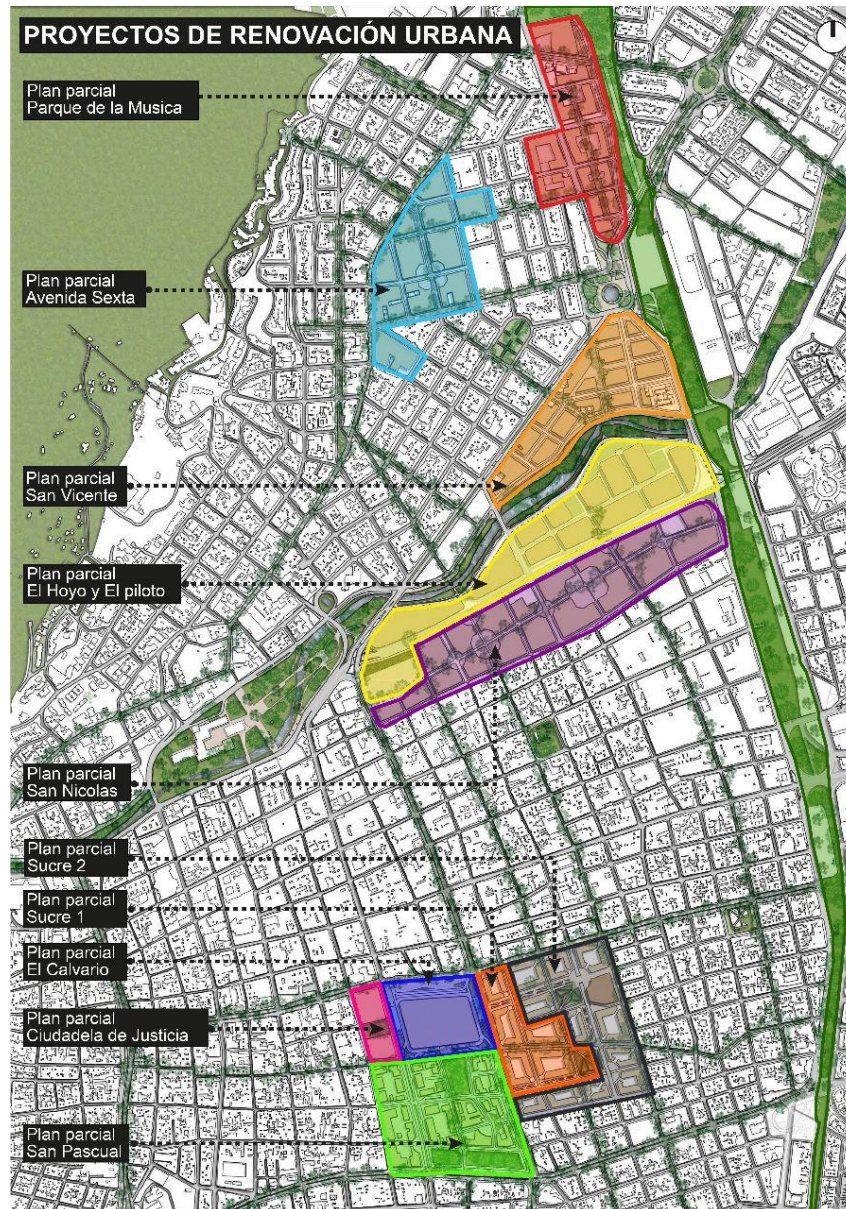 PROYECTOS DE RENOVACIÓN URBANA
Plan parcial
Parque de la Musica
Plan parcial
Avenida Sexta
Plan parcial
San Vicente
Plan parcial
El Hoyo y El piloto
Plan parcial
San Nicolas
Plan parcial
Sucre 2
Plan parcial
Sucre 1
Plan parcial
El Calvario
Plan parcial
Ciudadela de Justicia
Plan parcial
San Pascual